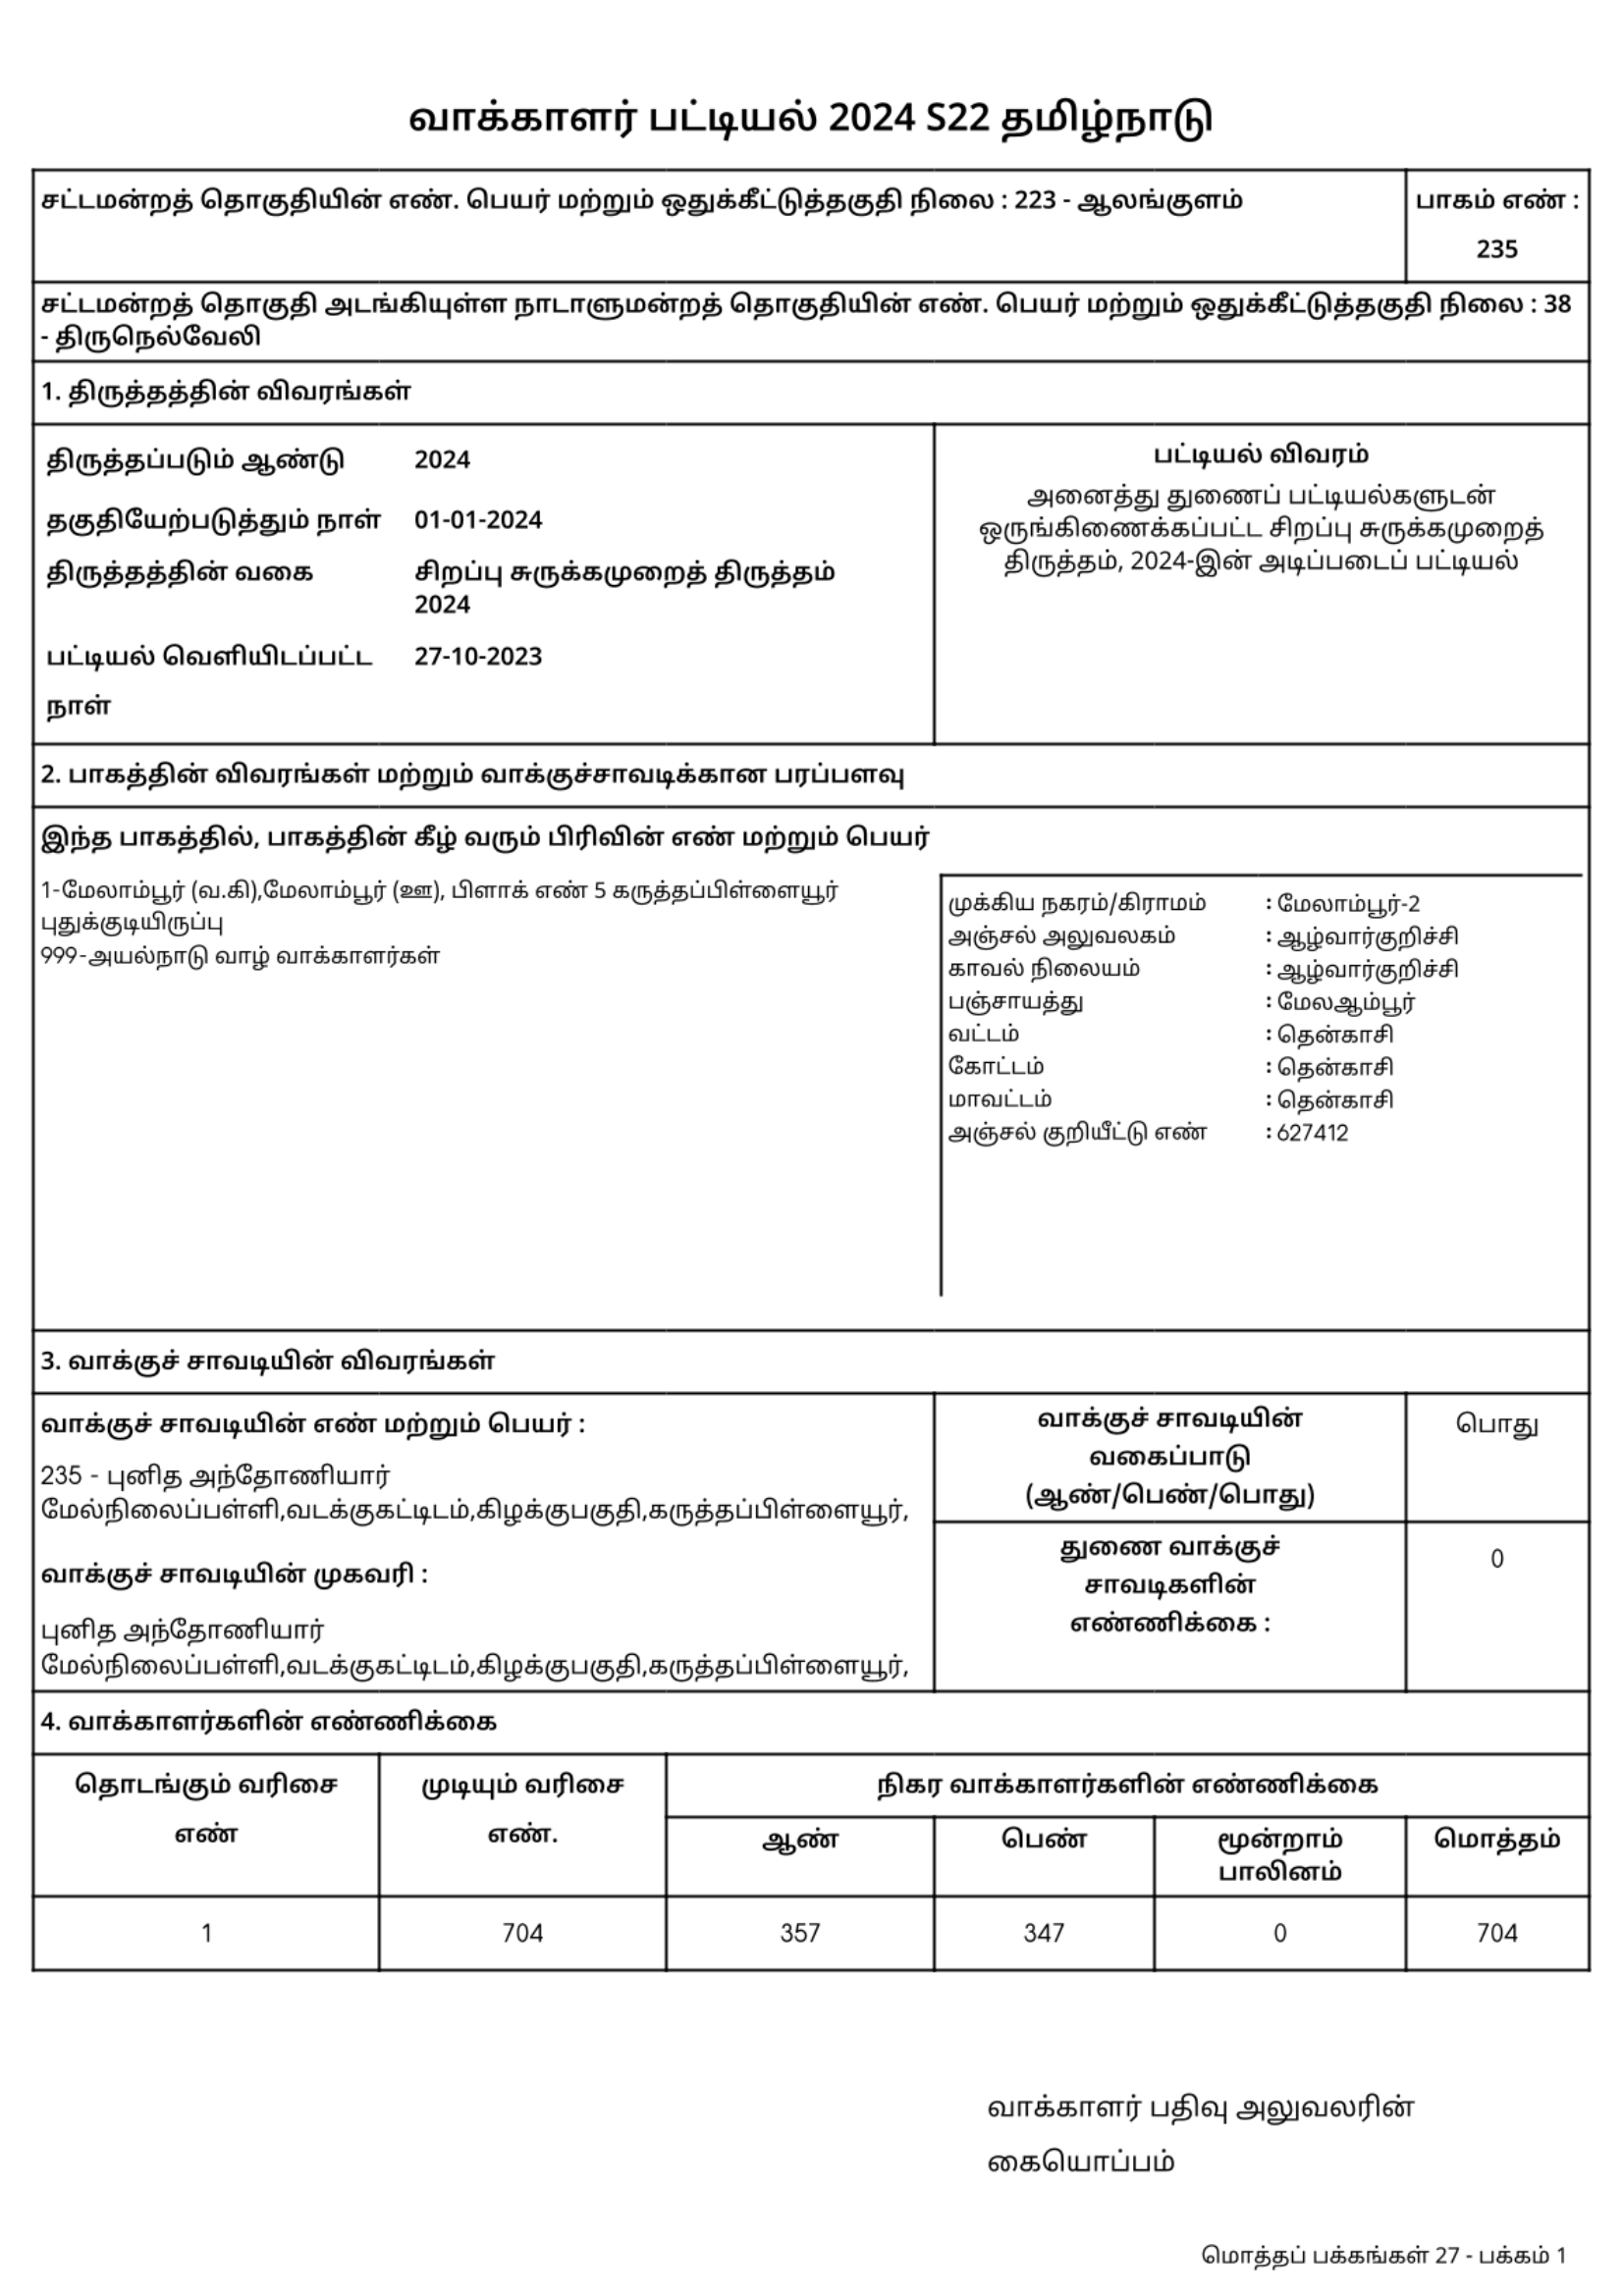 வாக்காளர் பட்டியல் 2024 S22 தமிழ்நாடு
சட்டமன்றத் தொகுதியின் எண். பெயர் மற்றும் ஒதுக்கீட்டுத்தகுதி நிலை : 223 - ஆலங்குளம்
பாகம் எண் :
235
சட்டமன்றத் தொகுதி அடங்கியுள்ள நாடாளுமன்றத் தொகுதியின் எண். பெயர் மற்றும் ஒதுக்கீட்டுத்தகுதி நிலை : 38
- திருநெல்வேலி
1. திருத்தத்தின் விவரங்கள்
திருத்தப்படும் ஆண்டு 2024
தகுதியேற்படுத்தும் நாள் 01-01-2024
திருத்தத்தின் வகை சிறப்பு சுருக்கமுறைத் திருத்தம்
2024
பட்டியல் வெளியிடப்பட்ட 27-10-2023
நாள்
பட்டியல் விவரம்
அனைத்து துணைப் பட்டியல்களுடன்
ஒருங்கிணைக்கப்பட்ட சிறப்பு சுருக்கமுறைத்
திருத்தம், 2024-இன் அடிப்படைப் பட்டியல்
2. பாகத்தின் விவரங்கள் மற்றும் வாக்குச்சாவடிக்கான பரப்பளவு
இந்த பாகத்தில், பாகத்தின் கீழ் வரும் பிரிவின் எண் மற்றும் பெயர்
1-மேலாம்பூர் (வ.கி),மேலாம்பூர் (ஊ), பிளாக் எண் 5 கருத்தப்பிள்ளையூர்
புதுக்குடியிருப்பு
999-அயல்நாடு வாழ் வாக்காளர்கள்
முக்கிய நகரம்/கிராமம் : மேலாம்பூர்-2
அஞ்சல் அலுவலகம் : ஆழ்வார்குறிச்சி
காவல் நிலையம் : ஆழ்வார்குறிச்சி
பஞ்சாயத்து : மேலஆம்பூர்
வட்டம் : தென்காசி
கோட்டம் : தென்காசி
மாவட்டம் : தென்காசி
அஞ்சல் குறியீட்டு எண் : 627412
3. வாக்குச் சாவடியின் விவரங்கள்
வாக்குச் சாவடியின் எண் மற்றும் பெயர் :
235 - புனித அந்தோணியார்
மேல்நிலைப்பள்ளி,வடக்குகட்டிடம்,கிழக்குபகுதி,கருத்தப்பிள்ளையூர்,
வாக்குச் சாவடியின் முகவரி :
புனித அந்தோணியார்
மேல்நிலைப்பள்ளி,வடக்குகட்டிடம்,கிழக்குபகுதி,கருத்தப்பிள்ளையூர்,
வாக்குச் சாவடியின்
வகைப்பாடு
(ஆண்/பெண்/பொது)
பொது
துணை வாக்குச்
சாவடிகளின்
எண்ணிக்கை :
0
4. வாக்காளர்களின் எண்ணிக்கை
தொடங்கும் வரிசை
எண்
முடியும் வரிசை
எண்.
நிகர வாக்காளர்களின் எண்ணிக்கை
ஆண்
பெண்
மூன்றாம்
பாலினம்
மொத்தம்
1 704 357 347 0 704
வாக்காளர் பதிவு அலுவலரின்
கையொப்பம்
மொத்தப் பக்கங்கள் 27 - பக்கம் 1